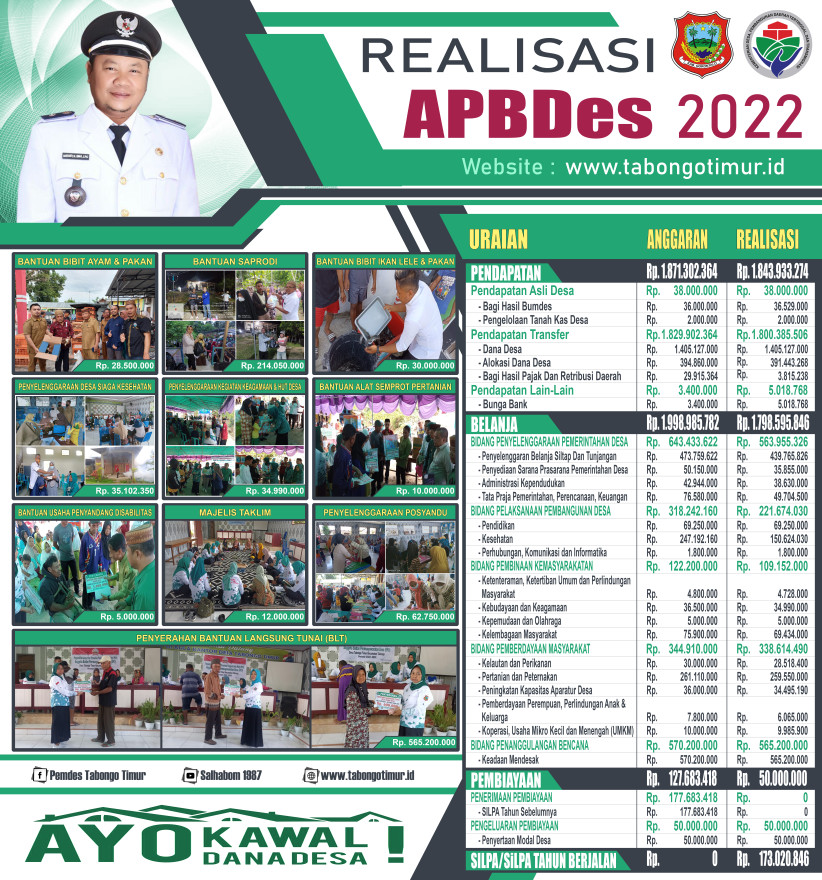 REALISASI
APBDes 2022
Website : www.tabongotimur.id
BANTUAN BIBIT AYAM & PAKAN
Rp. 28.500.000
BANTUAN SAPRODI
Rp. 214.050.000
BANTUAN BIBIT IKAN LELE & PAKAN
Rp. 30.000.000
PENYELENGGARAAN DESA SIAGA KESEHATAN
Rp. 35.102.350
PENYELENGGARAAN KEGIATAN KEAGAMAAN & HUT DESA
Rp. 34.990.000
BANTUAN ALAT SEMPROT PERTANIAN
Rp. 10.000.000
BANTUAN USAHA PENYANDANG DISABILITAS
Rp. 5.000.000
MAJELIS TAKLIM
Rp. 12.000.000
PENYELENGGARAAN POSYANDU
Rp. 62.750.000
PENYERAHAN BANTUAN LANGSUNG TUNAI (BLT)
Rp. 565.200.000
Pemdes Tabongo Timur
Salhabom 1987
www.tabongotimur.id
AYO KAWAL DANA DESA !
URAIAN ANGGARAN REALISASI
PENDAPATAN Rp. 1.871.302.364 Rp. 1.843.933.274
Pendapatan Asli Desa Rp. 38.000.000 Rp. 38.000.000
- Bagi Hasil Bumdes Rp. 36.000.000 Rp. 36.529.000
- Pengelolaan Tanah Kas Desa Rp. 2.000.000 Rp. 2.000.000
Pendapatan Transfer Rp. 1.829.902.364 Rp. 1.800.385.506
- Dana Desa Rp. 1.405.127.000 Rp. 1.405.127.000
- Alokasi Dana Desa Rp. 394.860.000 Rp. 391.443.268
- Bagi Hasil Pajak Dan Retribusi Daerah Rp. 29.915.364 Rp. 3.815.238
Pendapatan Lain-Lain Rp. 3.400.000 Rp. 5.018.768
- Bunga Bank Rp. 3.400.000 Rp. 5.018.768
BELANJA Rp. 1.998.985.782 Rp. 1.798.595.846
BIDANG PENYELENGGARAAN PEMERINTAHAN DESA Rp. 643.433.622 Rp. 563.955.326
- Penyelenggaran Belanja Siltap Dan Tunjangan Rp. 473.759.622 Rp. 439.765.826
- Penyediaan Sarana Prasarana Pemerintahan Desa Rp. 50.150.000 Rp. 35.855.000
- Administrasi Kependudukan Rp. 42.944.000 Rp. 38.630.000
- Tata Praja Pemerintahan, Perencanaan, Keuangan Rp. 76.580.000 Rp. 49.704.500
BIDANG PELAKSANAAN PEMBANGUNAN DESA Rp. 318.242.160 Rp. 221.674.030
- Pendidikan Rp. 69.250.000 Rp. 69.250.000
- Kesehatan Rp. 247.192.160 Rp. 150.624.030
- Perhubungan, Komunikasi dan Informatika Rp. 1.800.000 Rp. 1.800.000
BIDANG PEMBINAAN KEMASYARAKATAN Rp. 122.200.000 Rp. 109.152.000
- Ketenteraman, Ketertiban Umum dan Perlindungan
Masyarakat Rp. 4.800.000 Rp. 4.728.000
- Kebudayaan dan Keagamaan Rp. 36.500.000 Rp. 34.990.000
- Kepemudaan dan Olahraga Rp. 5.000.000 Rp. 5.000.000
- Kelembagaan Masyarakat Rp. 75.900.000 Rp. 69.434.000
BIDANG PEMBERDAYAAN MASYARAKAT Rp. 344.910.000 Rp. 338.614.490
- Kelautan dan Perikanan Rp. 30.000.000 Rp. 28.518.400
- Pertanian dan Peternakan Rp. 261.110.000 Rp. 259.550.000
- Peningkatan Kapasitas Aparatur Desa Rp. 36.000.000 Rp. 34.495.190
- Pemberdayaan Perempuan, Perlindungan Anak &
Keluarga Rp. 7.800.000 Rp. 6.065.000
- Koperasi, Usaha Mikro Kecil dan Menengah (UMKM) Rp. 10.000.000 Rp. 9.985.900
BIDANG PENANGGULANGAN BENCANA Rp. 570.200.000 Rp. 565.200.000
- Keadaan Mendesak Rp. 570.200.000 Rp. 565.200.000
PEMBIAYAAN Rp. 127.683.418 Rp. 50.000.000
PENERIMAAN PEMBIAYAAN Rp. 177.683.418 Rp. 0
- SILPA Tahun Sebelumnya Rp. 177.683.418 Rp. 0
PENGELUARAN PEMBIAYAAN Rp. 50.000.000 Rp. 50.000.000
- Penyertaan Modal Desa Rp. 50.000.000 Rp. 50.000.000
SILPA/SiLPA TAHUN BERJALAN Rp. 0 Rp. 173.020.846